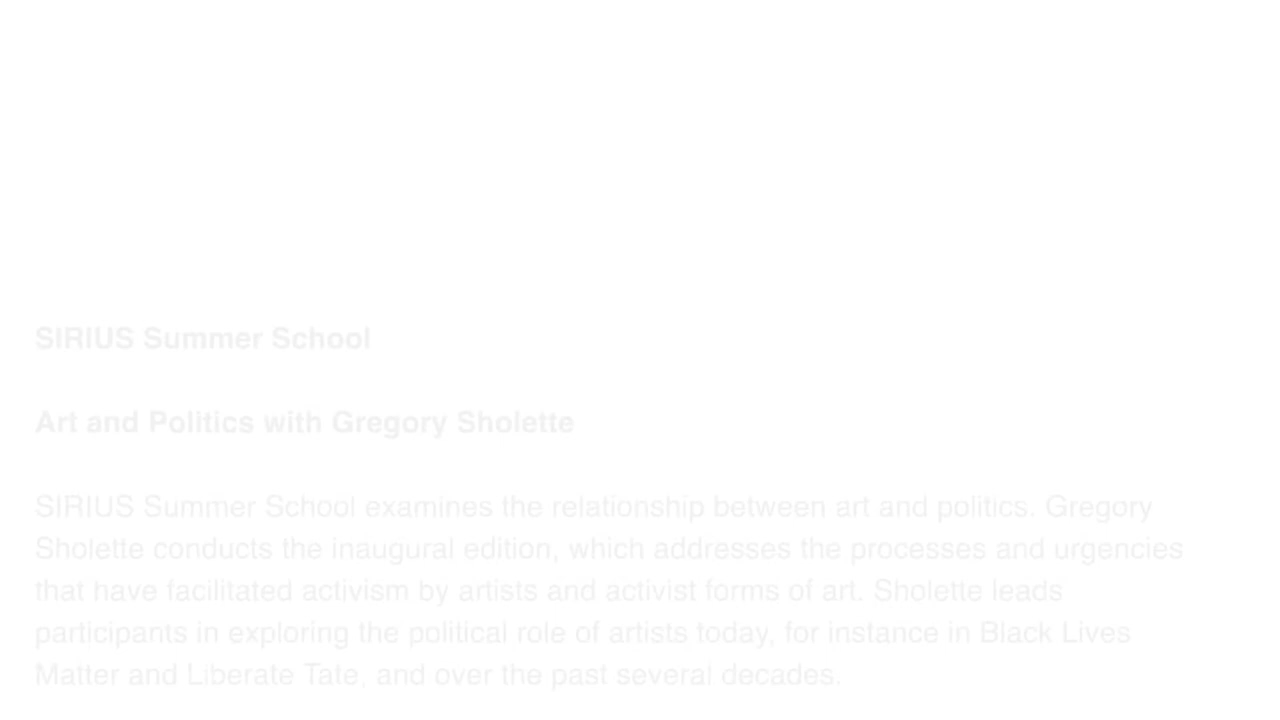 SIRIUS Summer School
Art and Politics with Gregory Sholette
SIRIUS Summer School examines the relationship between art and politics. Gregory
Sholette conducts the inaugural edition, which addresses the processes and urgencies
that have facilitated activism by artists and activist forms of art. Sholette leads
participants in exploring the political role of artists today, for instance in Black Lives
Matter and Liberate Tate, and over the past several decades.